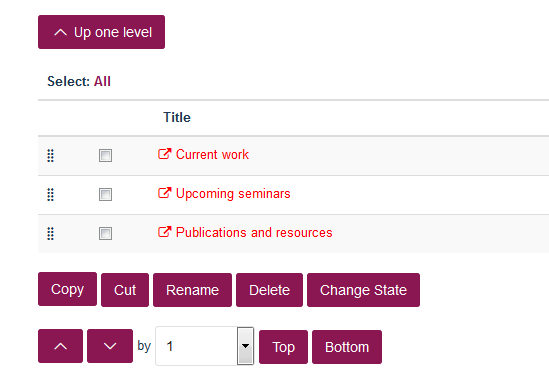 Up one level
Select: All
Title
Current work
Upcoming seminars
Publications and resources
Copy Cut Rename Delete Change State
by 1 Top Bottom